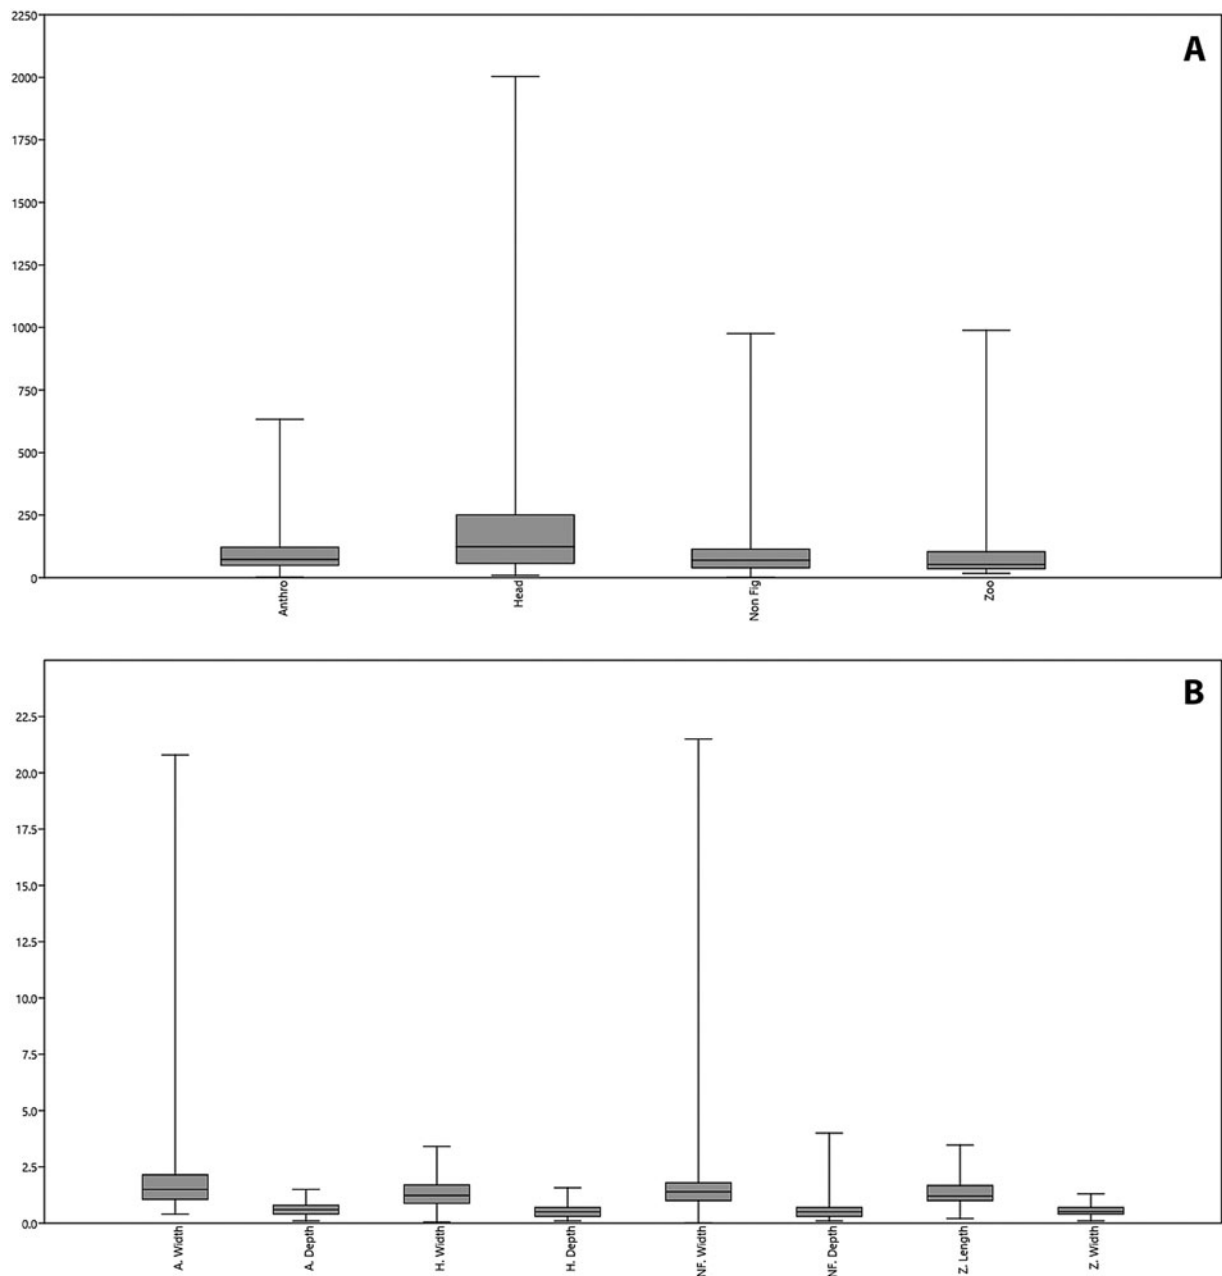 A
2250
2000
1750
1500
1250
1000
750
500
250
0
Anthro
Head
Non Fig
Zoo
B
22.5
20.0
17.5
15.0
12.5
10.0
7.5
5.0
2.5
0.0
A. Width
A. Depth
H. Width
H. Depth
NF. Width
NF. Depth
Z. Length
Z. Width